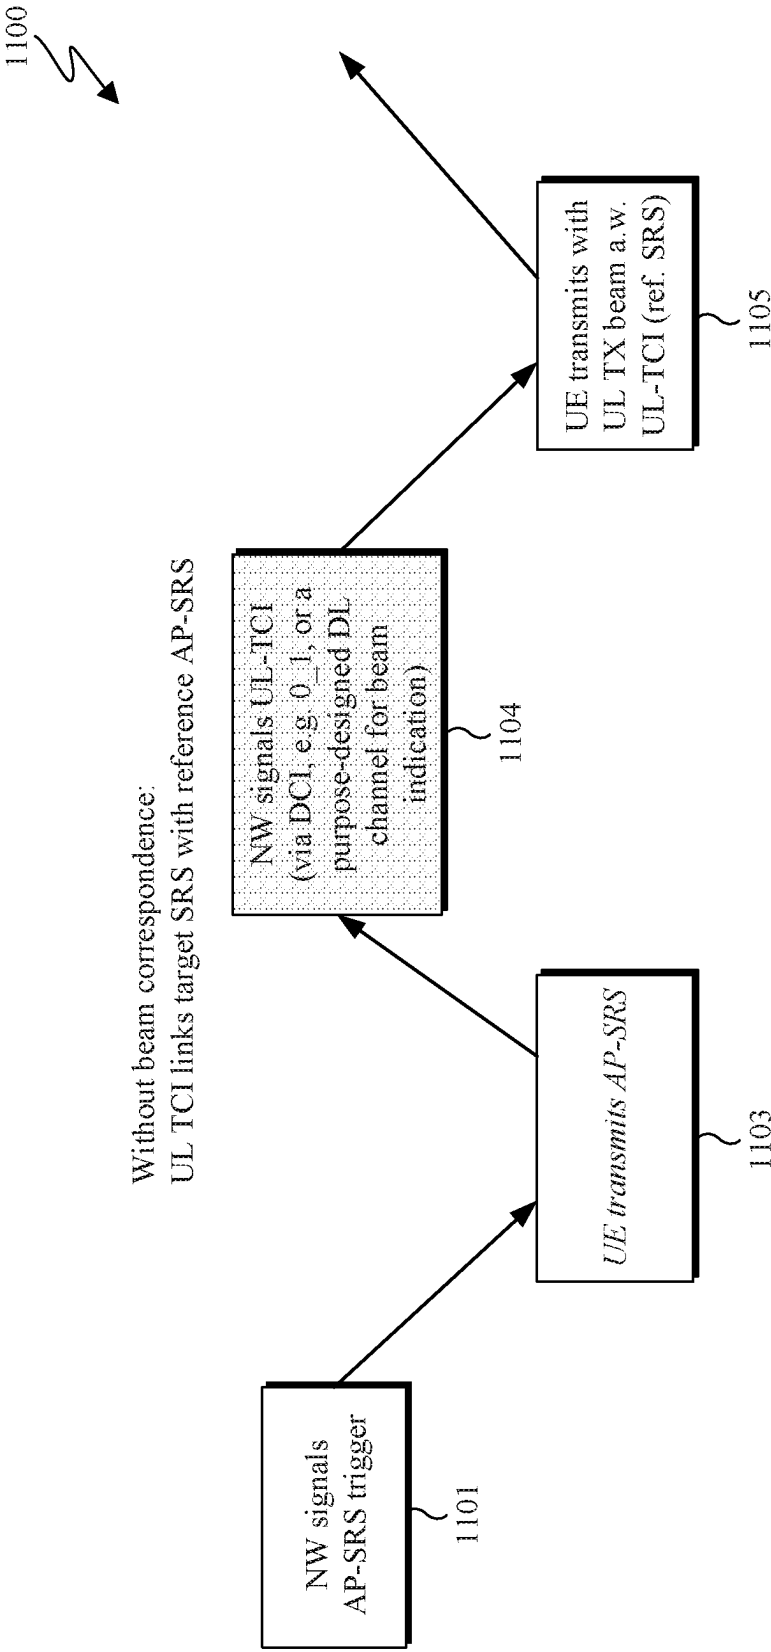 1100
Without beam correspondence:
UL TCI links target SRS with reference AP-SRS
NW signals
AP-SRS trigger
1101
UE transmits AP-SRS
1103
NW signals UL-TCI
(via DCI, e.g. 0_1, or a
purpose-designed DL
channel for beam
indication)
1104
UE transmits with
UL TX beam a.w.
UL-TCI (ref. SRS)
1105